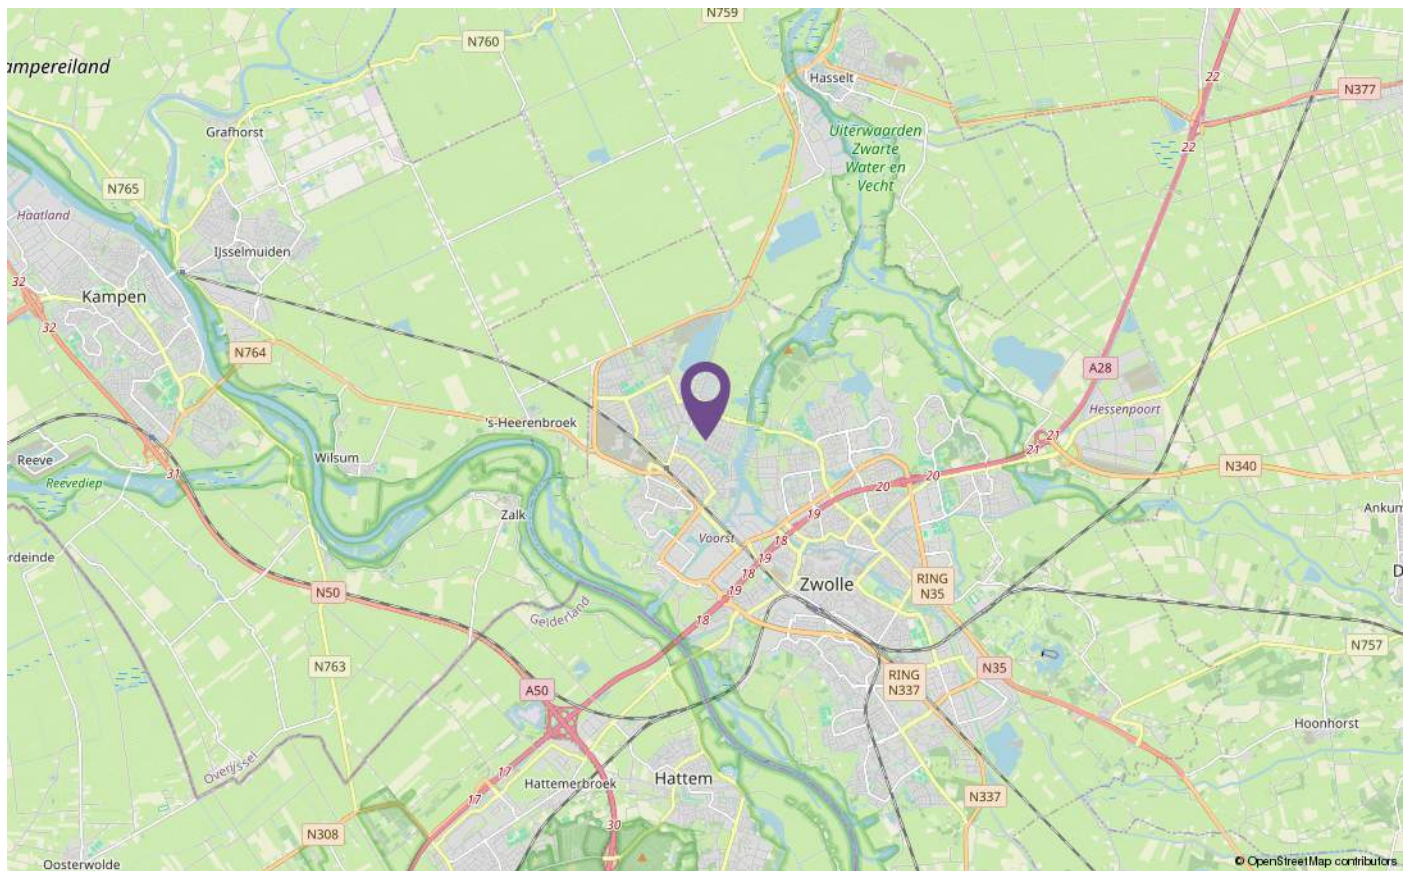 N759
N760
ampereiland
Hasselt
22
N377
Grafhorst
Uiterwaarden
Zwarte
Water en
Vecht
22
N765
Haatland
IJsselmuiden
32
Kampen
32
N764
A28
Hessenpoort
's-Heerenbroek
21
21
Wilsum
Reeve
31
N340
20
20
Reevediep
Zalk
19
Ankum
Voorst
18
ordeinde
19
18
Zwolle
D
RING
N35
N50
19
Gelderland
18
N757
N763
N35
RING
N337
A50
Hoonhorst
Overijssel
17
Hattemerbroek
Hattem
17
N337
30
N308
Oosterwolde
© OpenStreetMap contributors